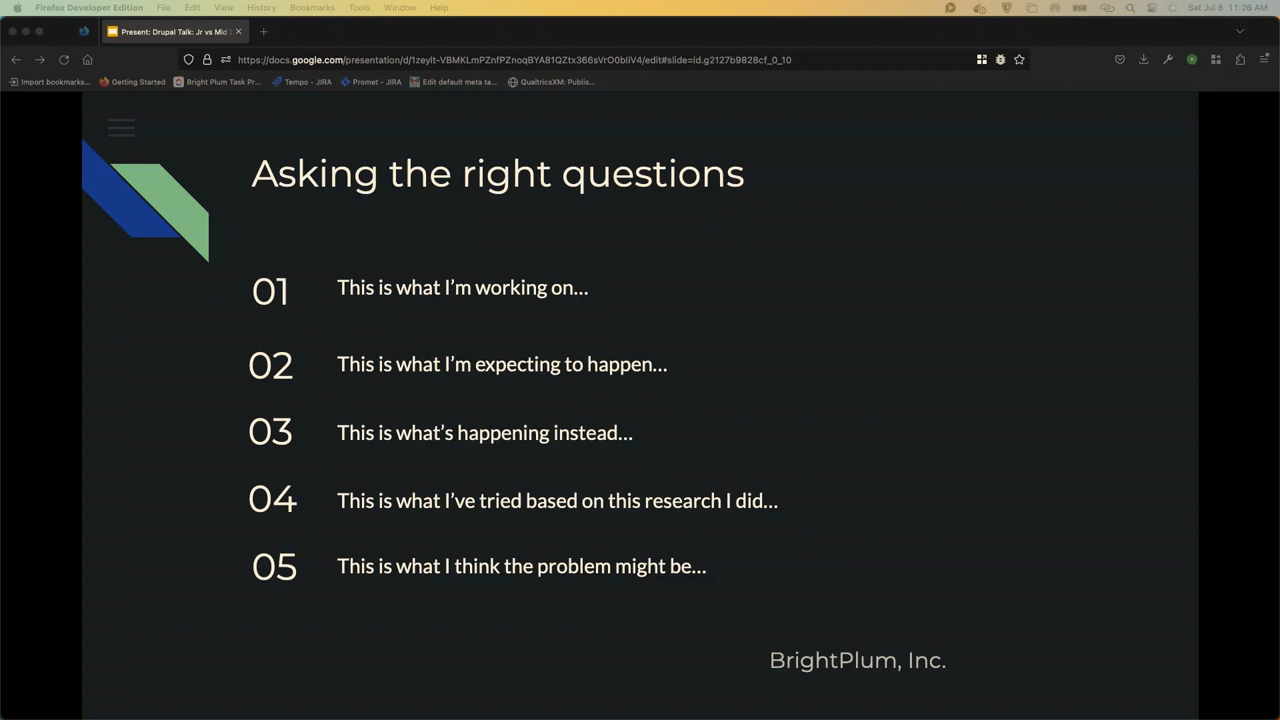 Firefox Developer Edition File Edit View History Bookmarks Tools Window Help Sat Jul 8 11:26 AM
Present: Drupal Talk: Jr vs Mid
https://docs.google.com/presentation/d/1zeyIt-VBMKLmPZnfPZnoqBYA81QZtx366sVrO0bliV4/edit#slide=id.g2127b9828cf_0_10
Import bookmarks... Getting Started Bright Plum Task Pr... Tempo - JIRA Promet - JIRA Edit default meta ta... QualtricsXM: Publis...
Asking the right questions
01 This is what I’m working on...
02 This is what I’m expecting to happen...
03 This is what’s happening instead...
04 This is what I’ve tried based on this research I did...
05 This is what I think the problem might be...
BrightPlum, Inc.